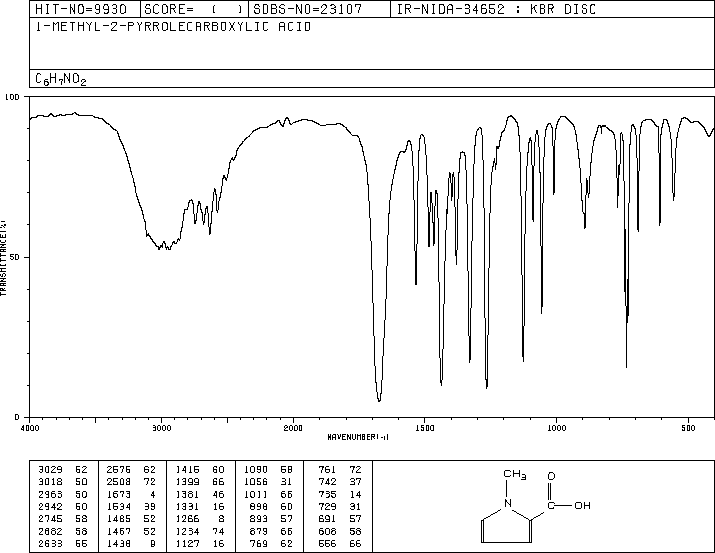 HIT-NO=9930 SCORE= ( ) SDBS-NO=23107 IR-NIDA-34652 : KBR DISC
1-METHYL-2-PYRROLECARBOXYLIC ACID
C6H7NO2
100
50
0
TRANSMITTANCE(%)
4000 3000 2000 1500 1000 500
WAVENUMBER(-1)
3029 52 2576 62 1416 60 1090 58 761 72
3018 50 2508 72 1399 66 1056 31 742 37
2963 50 1673 4 1381 46 1011 66 735 14
2942 50 1534 39 1331 16 898 60 729 31
2745 58 1485 52 1266 8 893 57 691 57
2682 58 1467 52 1234 74 879 66 608 58
2633 55 1438 9 1127 16 769 62 556 66
CH3
N
O
C
OH